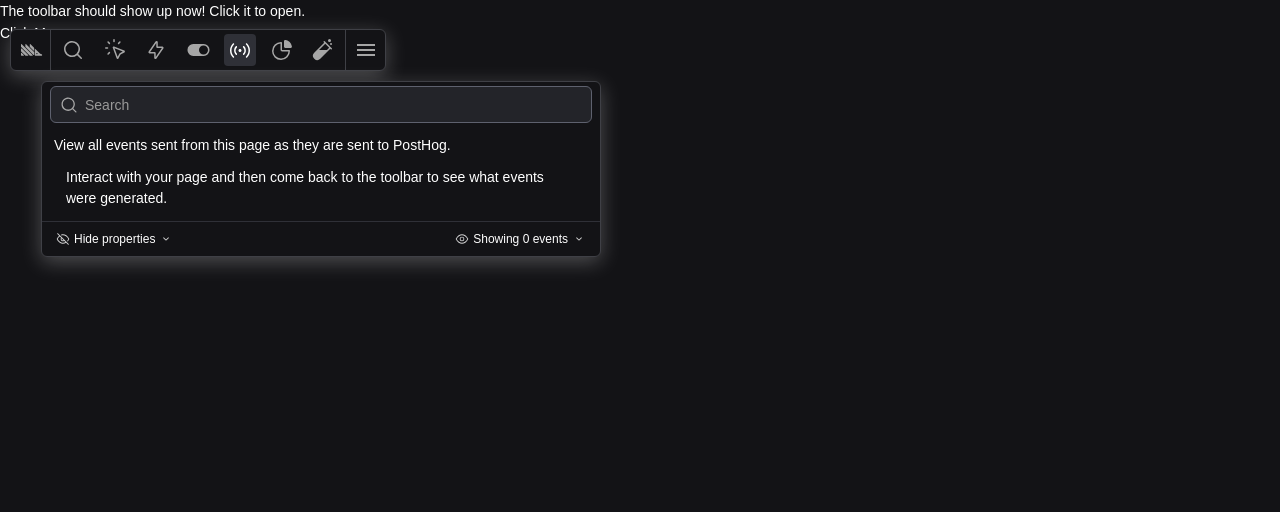 The toolbar should show up now! Click it to open.
Search
View all events sent from this page as they are sent to PostHog.
Interact with your page and then come back to the toolbar to see what events
were generated.
Hide properties
Showing 0 events